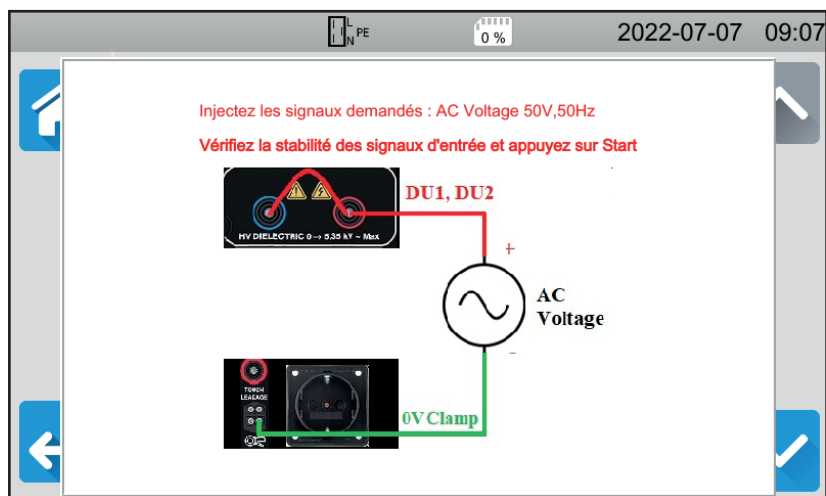 L
N PE
0 %
2022-07-07 09:07
Injectez les signaux demandés : AC Voltage 50V,50Hz
Vérifiez la stabilité des signaux d'entrée et appuyez sur Start
DU1, DU2
HV DIELECTRIC 0 → 5.35 kV ~ Max
+
AC
Voltage
-
TOUCH
LEAKAGE
0V Clamp